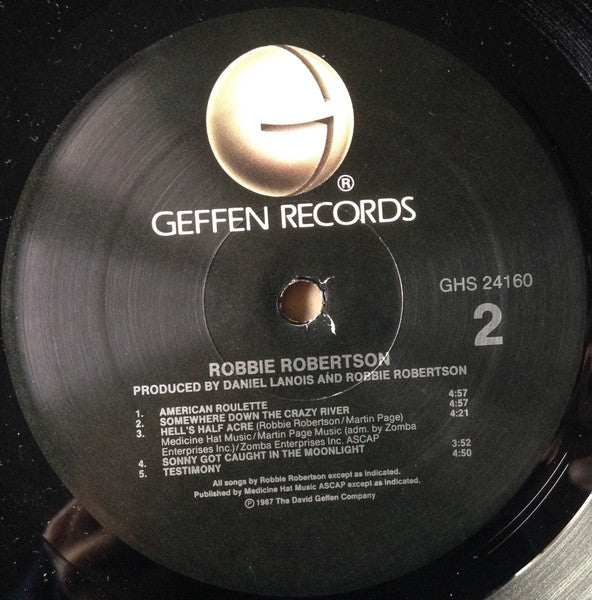 ®
GEFFEN RECORDS
GHS 24160
2
ROBBIE ROBERTSON
PRODUCED BY DANIEL LANOIS AND ROBBIE ROBERTSON
1. AMERICAN ROULETTE 4:57
2. SOMEWHERE DOWN THE CRAZY RIVER 4:57
3. HELL'S HALF ACRE (Robbie Robertson/Martin Page) 4:21
Medicine Hat Music/Martin Page Music (adm. by Zomba
Enterprises Inc.)/Zomba Enterprises Inc. ASCAP
4. SONNY GOT CAUGHT IN THE MOONLIGHT 3:52
5. TESTIMONY 4:50
All songs by Robbie Robertson except as indicated.
Published by Medicine Hat Music ASCAP except as indicated.
℗ 1987 The David Geffen Company